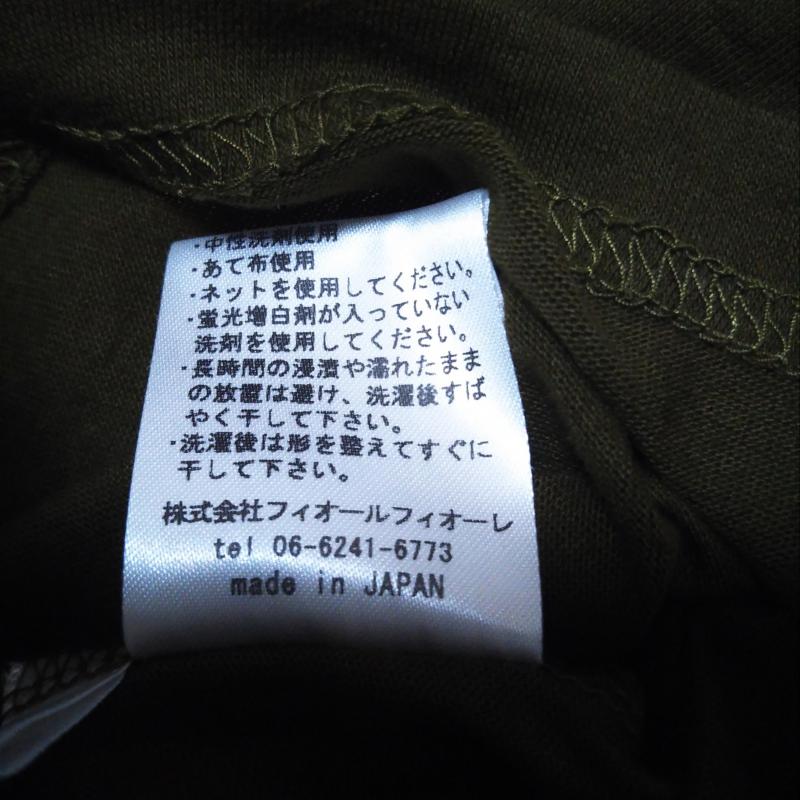 ・中性洗剤使用
・あて布使用
・ネットを使用してください。
・蛍光増白剤が入っていない
洗剤を使用してください。
・長時間の浸漬や濡れたまま
の放置は避け、洗濯後すば
やく干して下さい。
・洗濯後は形を整えてすぐに
干して下さい。
株式会社フィオールフィオーレ
tel 06-6241-6773
made in JAPAN